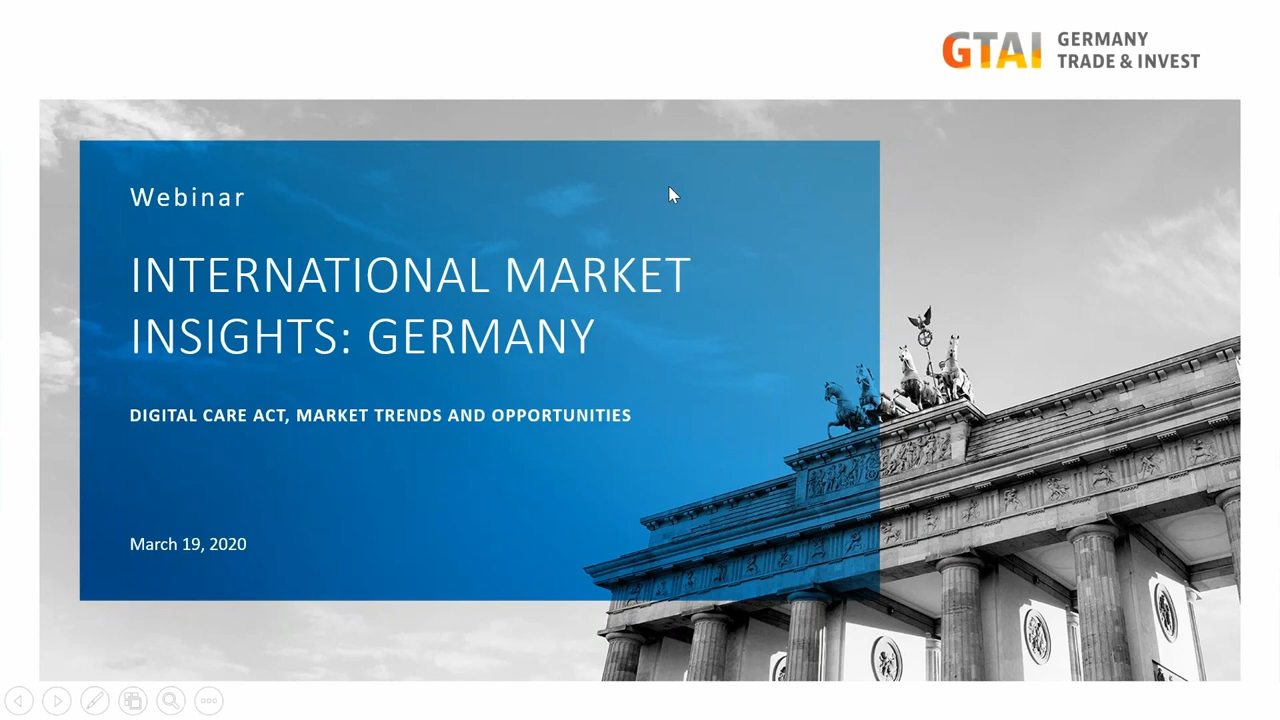 GTAI GERMANY
TRADE & INVEST
Webinar
INTERNATIONAL MARKET
INSIGHTS: GERMANY
DIGITAL CARE ACT, MARKET TRENDS AND OPPORTUNITIES
March 19, 2020